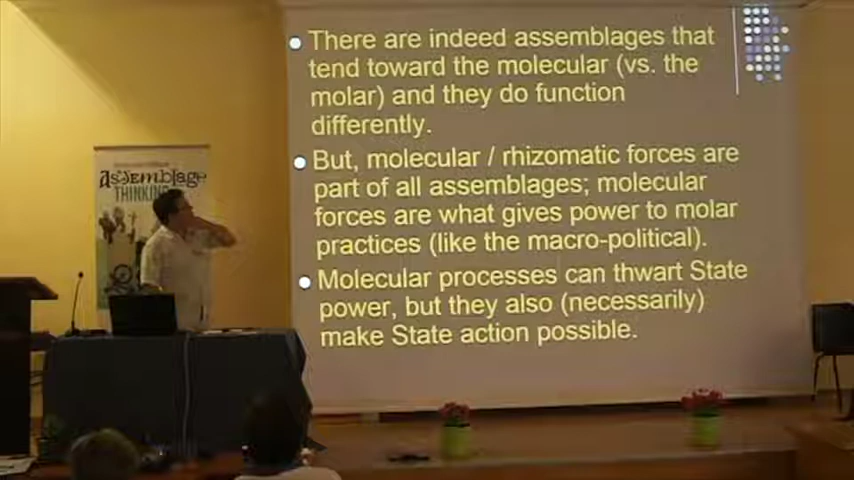 There are indeed assemblages that
tend toward the molecular (vs. the
molar) and they do function
differently.
But, molecular / rhizomatic forces are
part of all assemblages; molecular
forces are what gives power to molar
practices (like the macro-political).
Molecular processes can thwart State
power, but they also (necessarily)
make State action possible.
Assemblage
THINKING